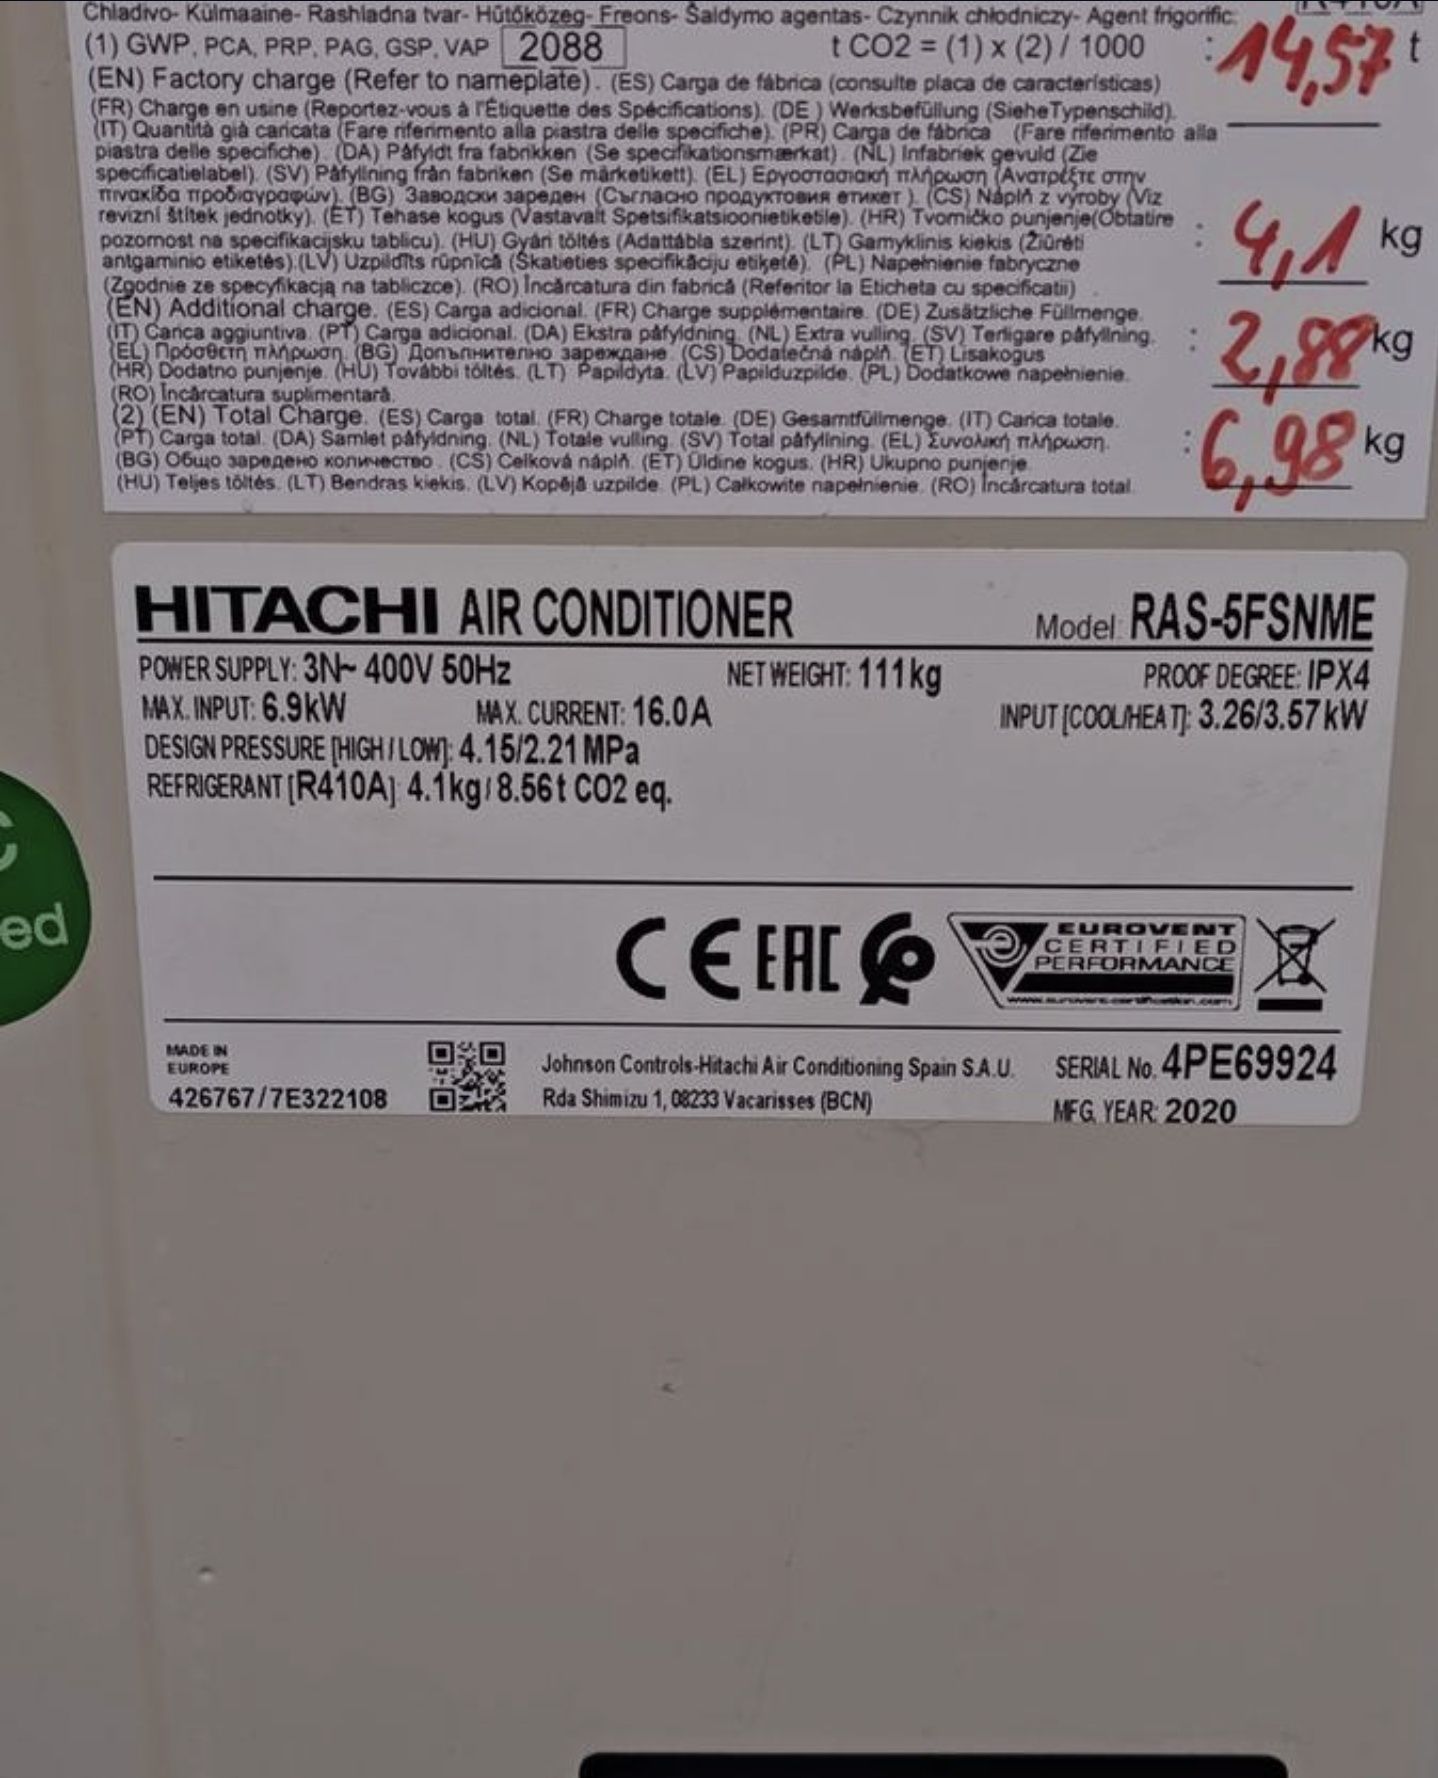 Chladivo- Külmaaine- Rashladna tvar- Hűtőközeg- Freons- Šaldymo agentas- Czynnik chłodniczy- Agent frigorific:
(1) GWP, PCA, PRP, PAG, GSP, VAP 2088 t CO2 = (1) x (2) / 1000 : 14,57 t
(EN) Factory charge (Refer to nameplate). (ES) Carga de fábrica (consulte placa de características)
(FR) Charge en usine (Reportez-vous à l'Étiquette des Spécifications). (DE ) Werksbefüllung (SieheTypenschild).
(IT) Quantità già caricata (Fare riferimento alla piastra delle specifiche). (PR) Carga de fábrica (Fare riferimento alla
piastra delle specifiche). (DA) Påfyldt fra fabrikken (Se specifikationsmærkat). (NL) Infabriek gevuld (Zie
specificatielabel). (SV) Påfyllning från fabriken (Se märketikett). (EL) Εργοστασιακή πλήρωση (Ανατρέξτε στην
πινακίδα προδιαγραφών). (BG) Заводски зареден (Съгласно продуктовия етикет ). (CS) Náplň z výroby (Viz
revizní štítek jednotky). (ET) Tehase kogus (Vastavalt Spetsifikatsioonietiketile). (HR) Tvorničko punjenje(Obtatire
pozornost na specifikacijsku tablicu). (HU) Gyári töltés (Adattábla szerint). (LT) Gamyklinis kiekis (Žiūrėti
antgaminio etiketės).(LV) Uzpildīts rūpnīcā (Skatieties specifikāciju etiķetē). (PL) Napełnienie fabryczne
(Zgodnie ze specyfikacją na tabliczce). (RO) Încărcatura din fabrică (Referitor la Eticheta cu specificatii) : 4,1 kg
(EN) Additional charge. (ES) Carga adicional. (FR) Charge supplémentaire. (DE) Zusätzliche Füllmenge.
(IT) Carica aggiuntiva. (PT) Carga adicional. (DA) Ekstra påfyldning. (NL) Extra vulling. (SV) Terligare påfyllning.
(EL) Πρόσθετη πλήρωση. (BG) Допълнително зареждане. (CS) Dodatečná náplň. (ET) Lisakogus
(HR) Dodatno punjenje. (HU) További töltés. (LT) Papildyta. (LV) Papilduzpilde. (PL) Dodatkowe napełnienie.
(RO) Încărcatura suplimentară. : 2,88 kg
(2) (EN) Total Charge. (ES) Carga total. (FR) Charge totale. (DE) Gesamtfüllmenge. (IT) Carica totale.
(PT) Carga total. (DA) Samlet påfyldning. (NL) Totale vulling. (SV) Total påfyllning. (EL) Συνολική πλήρωση.
(BG) Общо заредено количество . (CS) Celková náplň. (ET) Üldine kogus. (HR) Ukupno punjenje
(HU) Teljes töltés. (LT) Bendras kiekis. (LV) Kopējā uzpilde. (PL) Całkowite napełnienie. (RO) Încărcatura total. : 6,98 kg
HITACHI AIR CONDITIONER Model: RAS-5FSNME
POWER SUPPLY: 3N~ 400V 50Hz NET WEIGHT: 111kg PROOF DEGREE: IPX4
MAX. INPUT: 6.9kW MAX. CURRENT: 16.0A INPUT [COOL/HEAT]: 3.26/3.57kW
DESIGN PRESSURE [HIGH / LOW]: 4.15/2.21 MPa
REFRIGERANT [R410A] 4.1kg / 8.56t CO2 eq.
ed
CE EAC
EUROVENT
CERTIFIED
PERFORMANCE
www.eurovent-certification.com
MADE IN
EUROPE
426767/7E322108
Johnson Controls-Hitachi Air Conditioning Spain S.A.U.
Rda Shimizu 1, 08233 Vacarisses (BCN)
SERIAL No. 4PE69924
MFG. YEAR: 2020